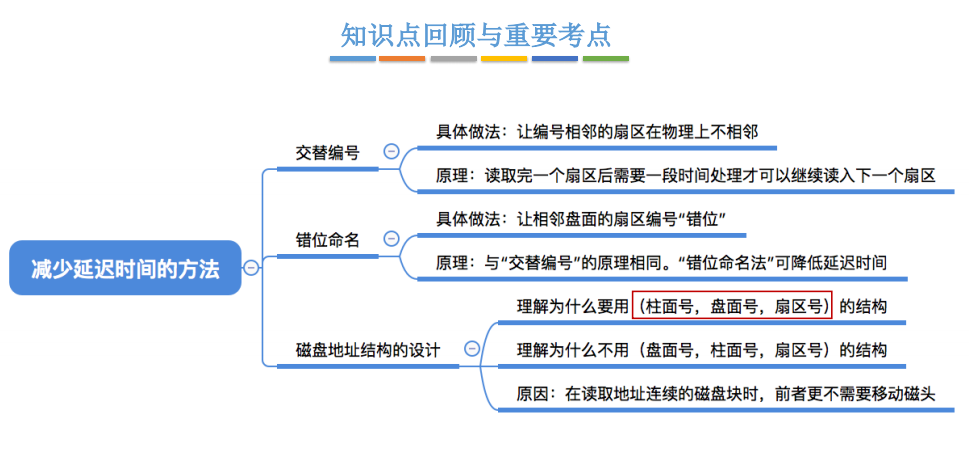 知识点回顾与重要考点
减少延迟时间的方法
交替编号
具体做法：让编号相邻的扇区在物理上不相邻
原理：读取完一个扇区后需要一段时间处理才可以继续读入下一个扇区
错位命名
具体做法：让相邻盘面的扇区编号“错位”
原理：与“交替编号”的原理相同。“错位命名法”可降低延迟时间
磁盘地址结构的设计
理解为什么要用（柱面号，盘面号，扇区号）的结构
理解为什么不用（盘面号，柱面号，扇区号）的结构
原因：在读取地址连续的磁盘块时，前者更不需要移动磁头